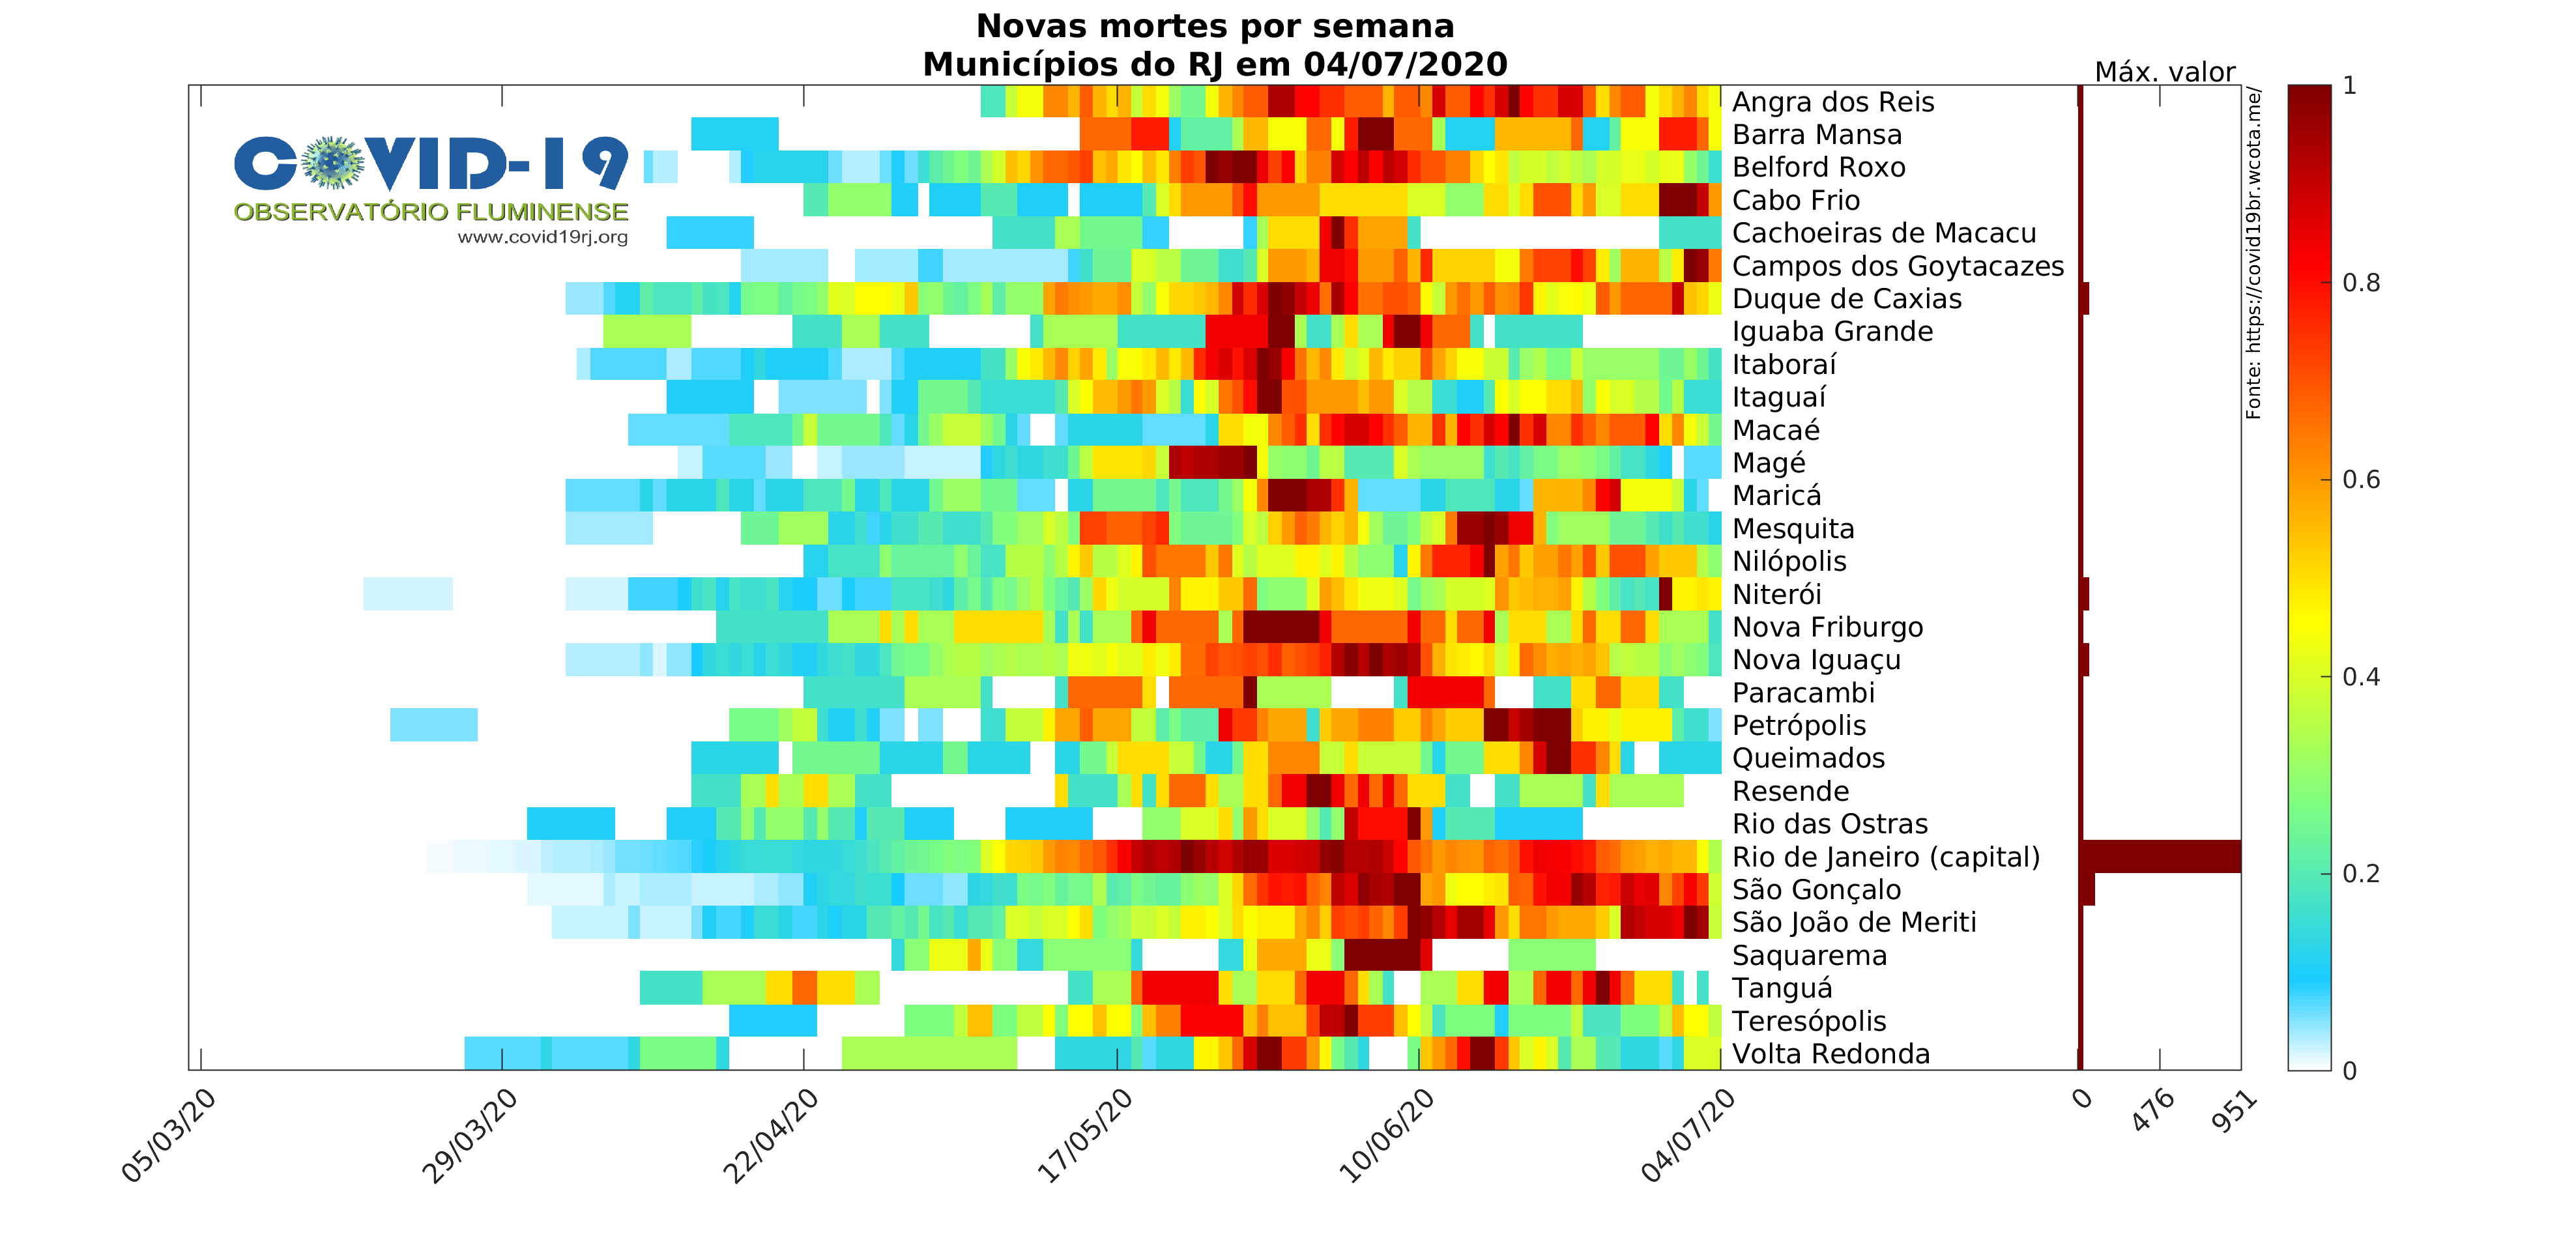 Novas mortes por semana
Municípios do RJ em 04/07/2020
Máx. valor
COVID-19
OBSERVATÓRIO FLUMINENSE
www.covid19rj.org
Angra dos Reis
Barra Mansa
Belford Roxo
Cabo Frio
Cachoeiras de Macacu
Campos dos Goytacazes
Duque de Caxias
Iguaba Grande
Itaboraí
Itaguaí
Macaé
Magé
Maricá
Mesquita
Nilópolis
Niterói
Nova Friburgo
Nova Iguaçu
Paracambi
Petrópolis
Queimados
Resende
Rio das Ostras
Rio de Janeiro (capital)
São Gonçalo
São João de Meriti
Saquarema
Tanguá
Teresópolis
Volta Redonda
05/03/20
29/03/20
22/04/20
17/05/20
10/06/20
04/07/20
0
476
951
Fonte: https://covid19br.wcota.me/
1
0.8
0.6
0.4
0.2
0